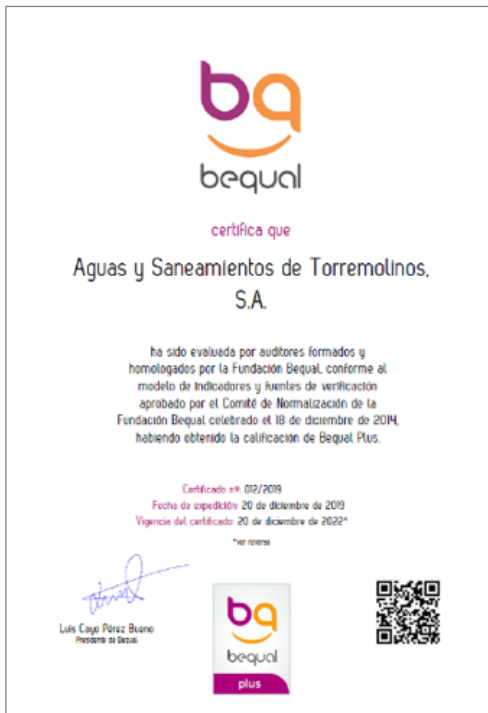 bq
bequal
certifica que
Aguas y Saneamientos de Torremolinos,
S.A.
ha sido evaluada por auditores formados y
homologados por la Fundación Bequal, conforme al
modelo de indicadores y fuentes de verificación
aprobado por el Comité de Normalización de la
Fundación Bequal celebrado el 18 de diciembre de 2014,
habiendo obtenido la calificación de Bequal Plus.
Certificado nº: 012/2019
Fecha de expedición: 20 de diciembre de 2019
Vigencia del certificado: 20 de diciembre de 2022*
*ver reverso
Luis Cayo Pérez Bueno
Presidente de Bequal
bq
bequal
plus